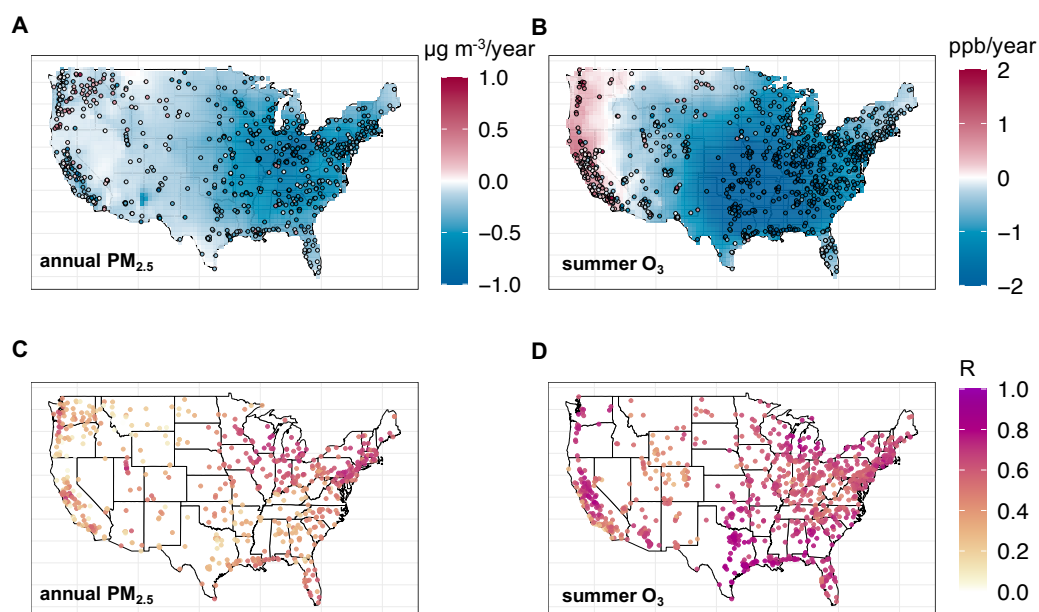 A
µg m⁻³/year
1.0
0.5
0.0
−0.5
−1.0
annual PM₂.₅
B
ppb/year
2
1
0
−1
−2
summer O₃
C
annual PM₂.₅
D
R
1.0
0.8
0.6
0.4
0.2
0.0
summer O₃